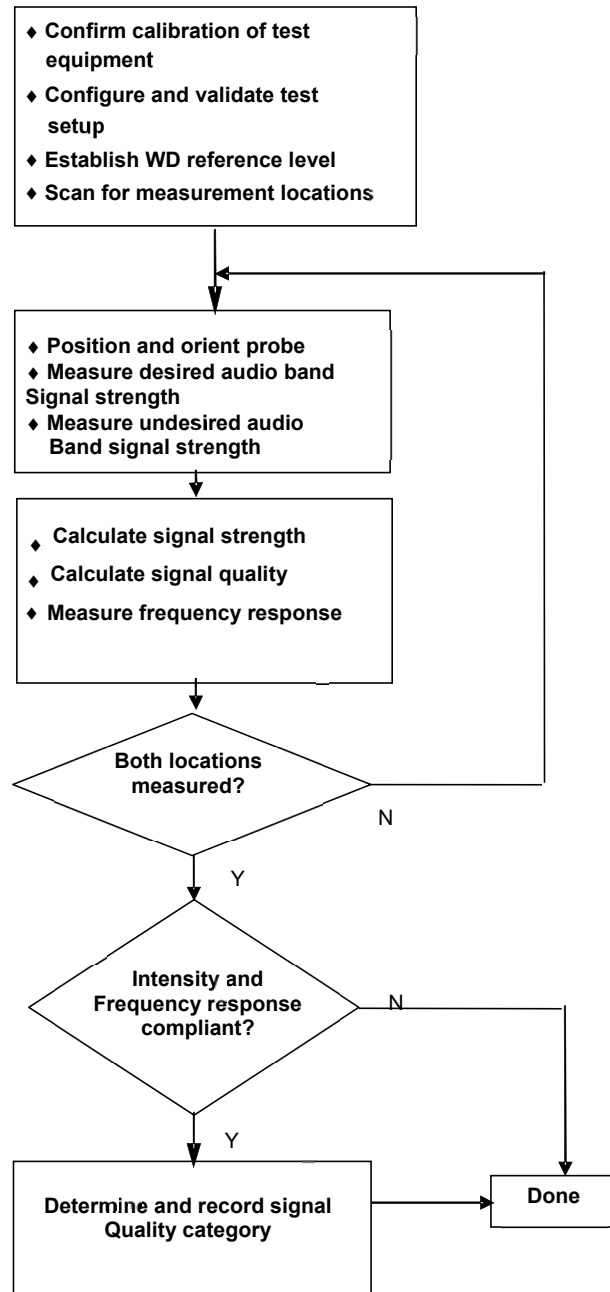 ♦ Confirm calibration of test
equipment
♦ Configure and validate test
setup
♦ Establish WD reference level
♦ Scan for measurement locations
♦ Position and orient probe
♦ Measure desired audio band
Signal strength
♦ Measure undesired audio
Band signal strength
♦ Calculate signal strength
♦ Calculate signal quality
♦ Measure frequency response
Both locations
measured?
N
Y
Intensity and
Frequency response
compliant?
N
Y
Determine and record signal
Quality category
Done